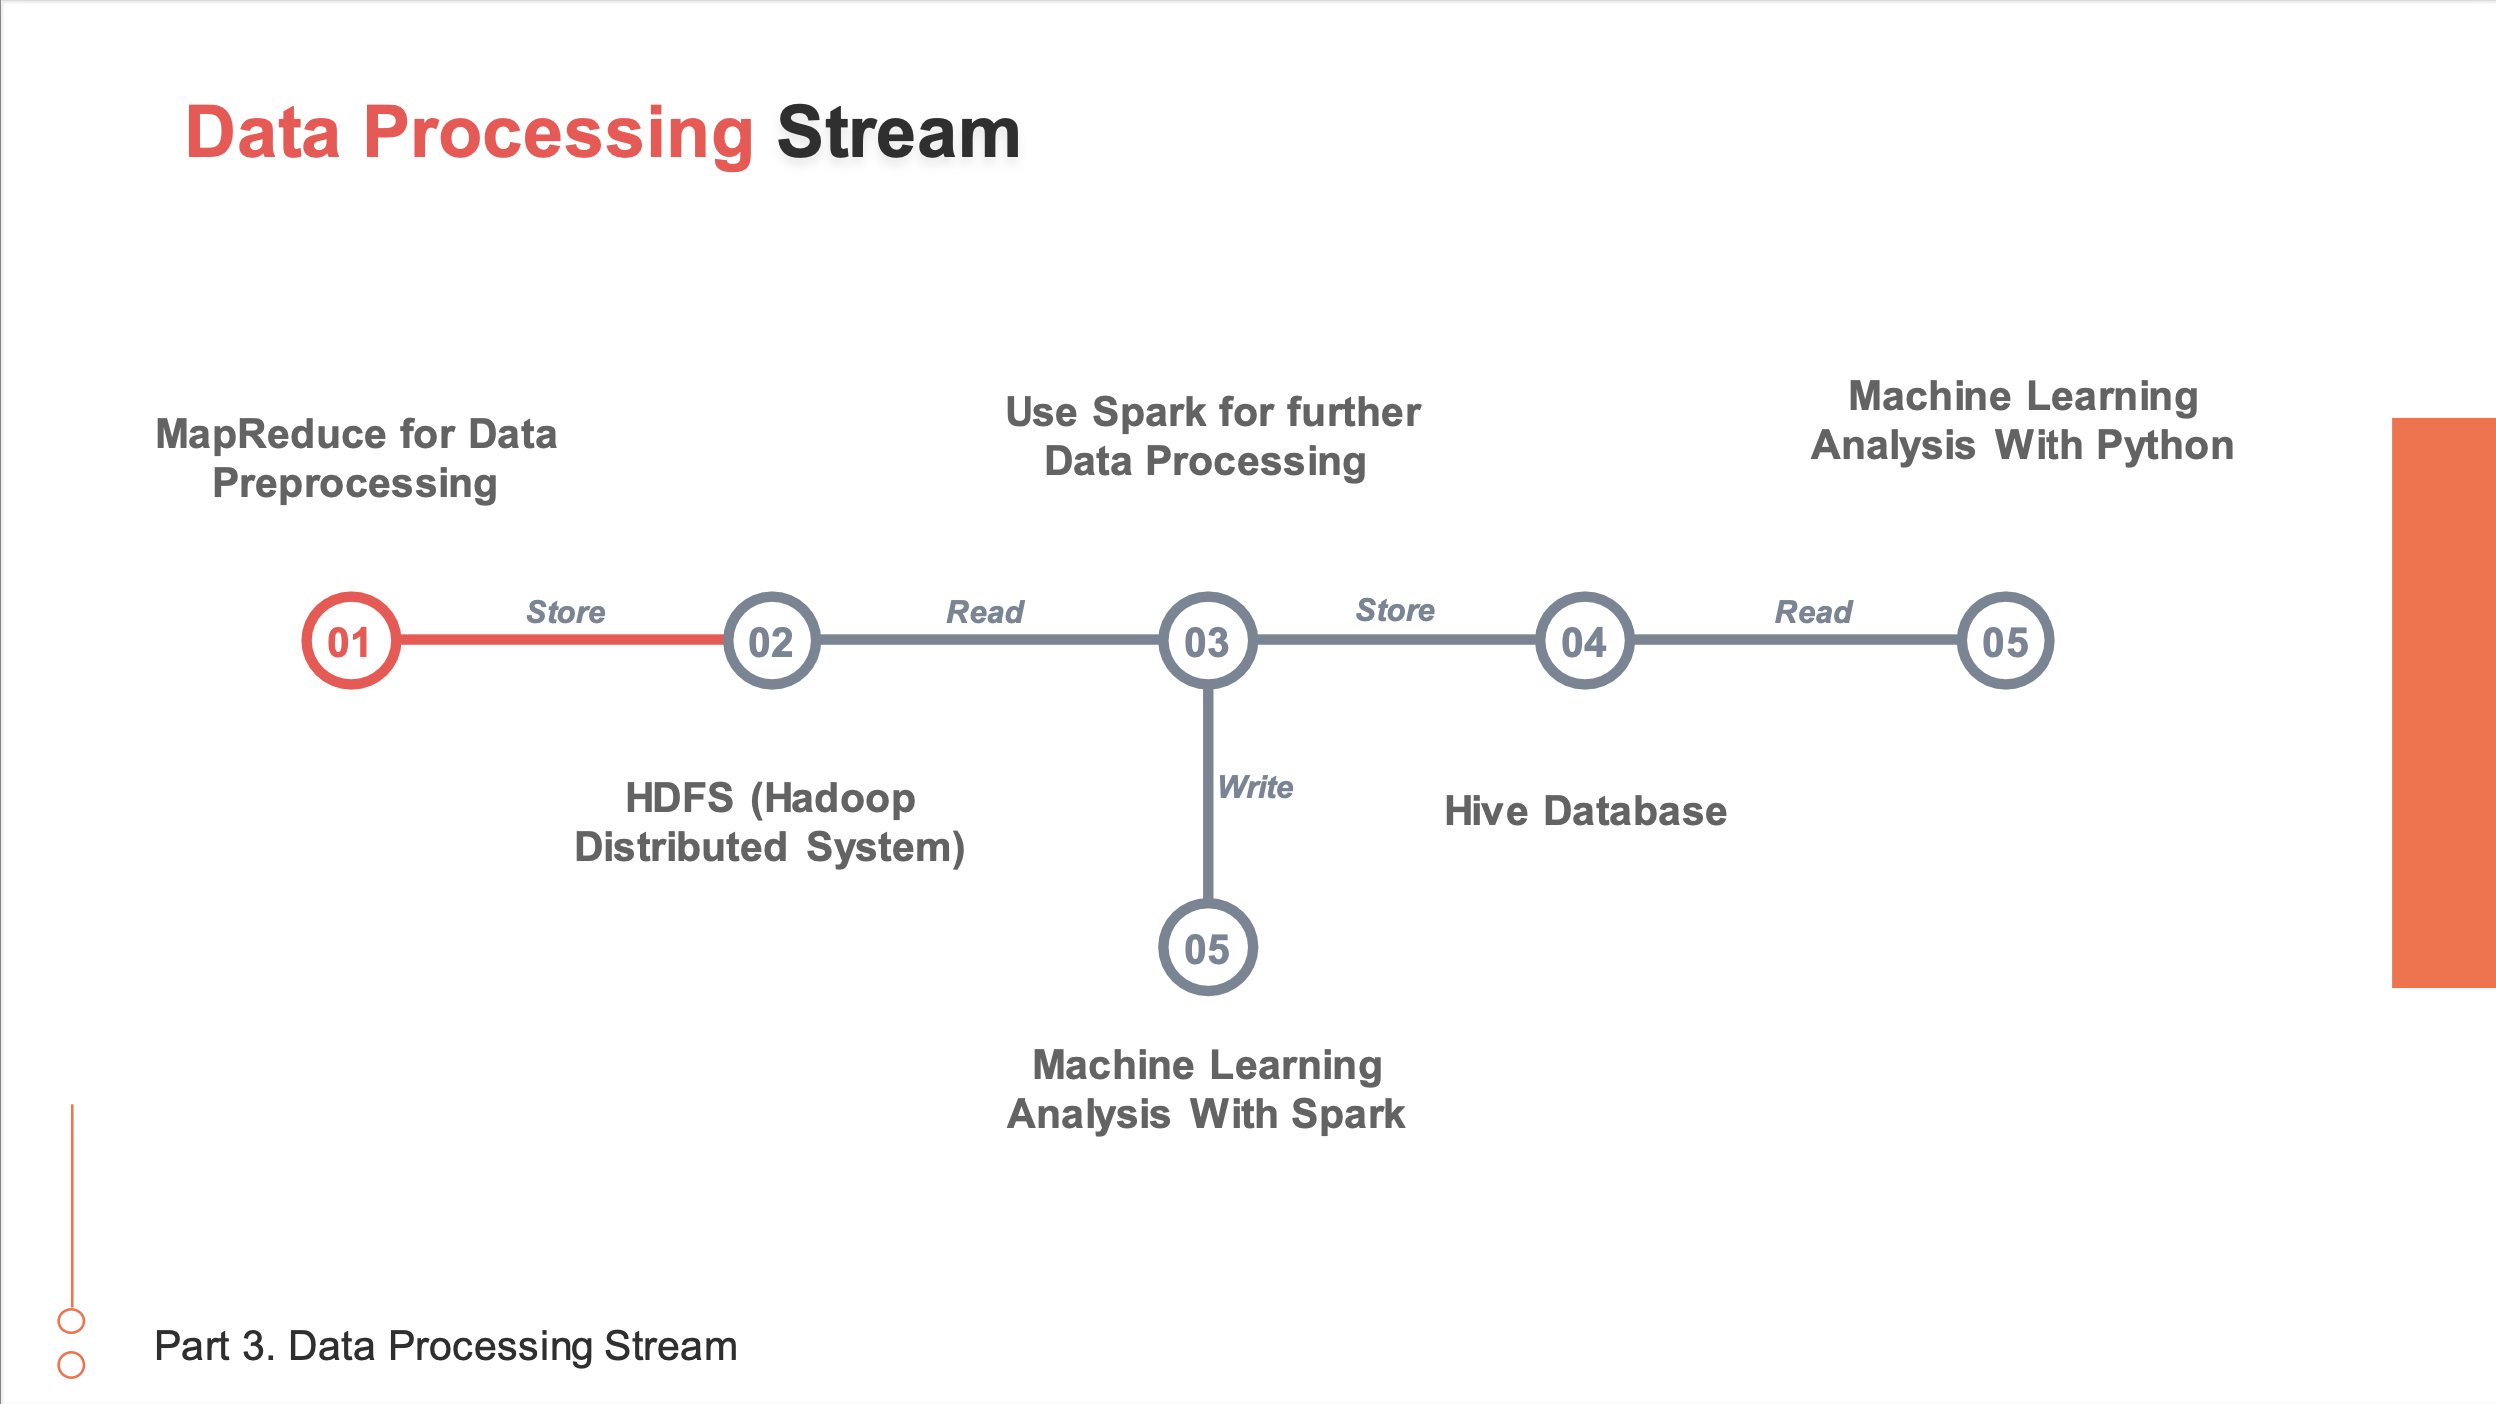 Data Processing Stream
MapReduce for Data
Preprocessing
Use Spark for further
Data Processing
Machine Learning
Analysis With Python
01
Store
02
Read
03
Store
04
Read
05
HDFS (Hadoop
Distributed System)
Write
Hive Database
05
Machine Learning
Analysis With Spark
Part 3. Data Processing Stream